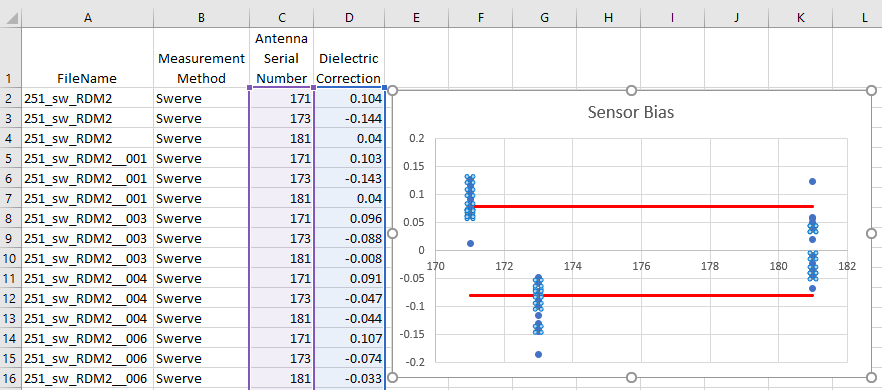 A B C D E F G H I J K L
1 FileName Measurement Method Antenna Serial Number Dielectric Correction
2 251_sw_RDM2 Swerve 171 0.104
3 251_sw_RDM2 Swerve 173 -0.144
4 251_sw_RDM2 Swerve 181 0.04
5 251_sw_RDM2__001 Swerve 171 0.103
6 251_sw_RDM2__001 Swerve 173 -0.143
7 251_sw_RDM2__001 Swerve 181 0.04
8 251_sw_RDM2__003 Swerve 171 0.096
9 251_sw_RDM2__003 Swerve 173 -0.088
10 251_sw_RDM2__003 Swerve 181 -0.008
11 251_sw_RDM2__004 Swerve 171 0.091
12 251_sw_RDM2__004 Swerve 173 -0.047
13 251_sw_RDM2__004 Swerve 181 -0.044
14 251_sw_RDM2__006 Swerve 171 0.107
15 251_sw_RDM2__006 Swerve 173 -0.074
16 251_sw_RDM2__006 Swerve 181 -0.033
Sensor Bias
0.2
0.15
0.1
0.05
0
170 172 174 176 178 180 182
-0.05
-0.1
-0.15
-0.2